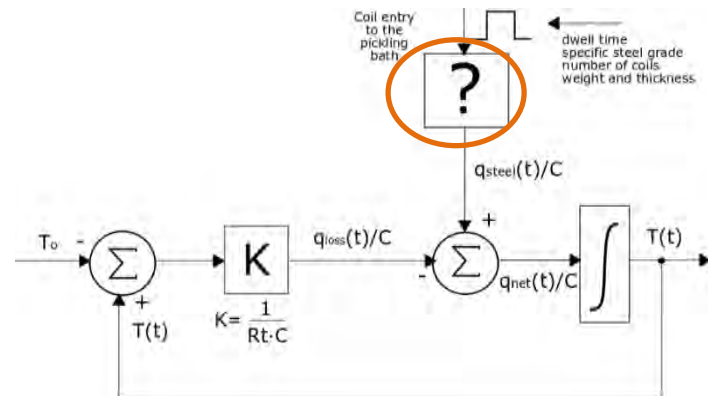 Coil entry
to the
pickling
bath
dwell time
specific steel grade
number of coils
weight and thickness
?
qsteel(t)/C
To
-
Σ
+
T(t)
K
K= 1
Rt·C
qloss(t)/C
+
-
Σ
qnet(t)/C
∫
T(t)